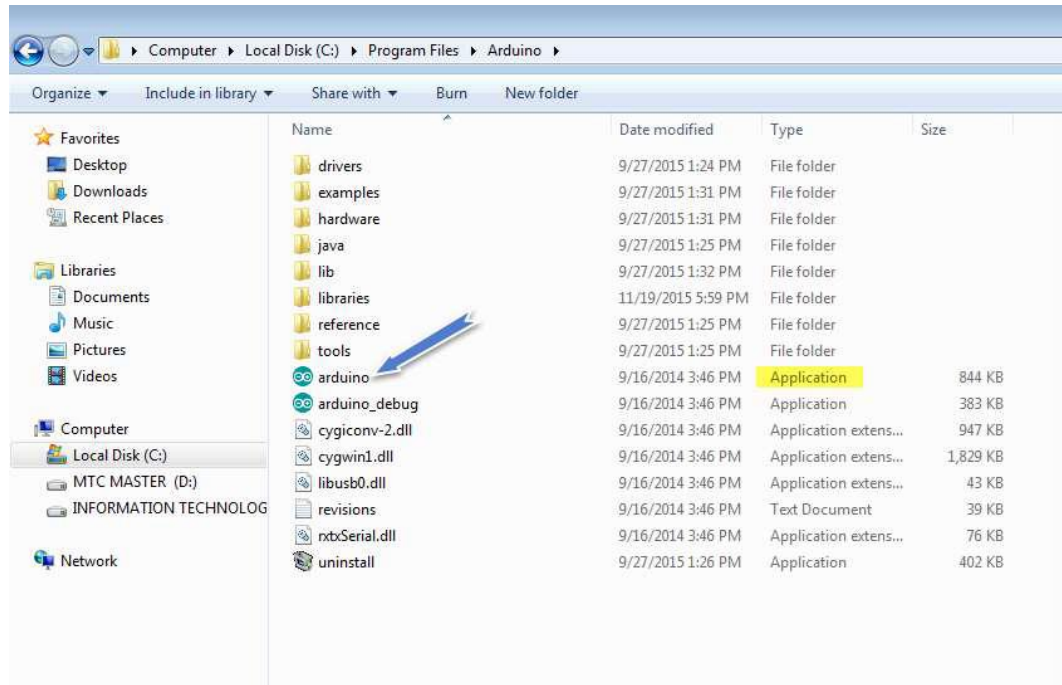 Computer Local Disk (C:) Program Files Arduino
Organize Include in library Share with Burn New folder
Favorites
Desktop
Downloads
Recent Places
Libraries
Documents
Music
Pictures
Videos
Computer
Local Disk (C:)
MTC MASTER (D:)
INFORMATION TECHNOLOG
Network
Name Date modified Type Size
drivers 9/27/2015 1:24 PM File folder
examples 9/27/2015 1:31 PM File folder
hardware 9/27/2015 1:31 PM File folder
java 9/27/2015 1:25 PM File folder
lib 9/27/2015 1:32 PM File folder
libraries 11/19/2015 5:59 PM File folder
reference 9/27/2015 1:25 PM File folder
tools 9/27/2015 1:25 PM File folder
arduino 9/16/2014 3:46 PM Application 844 KB
arduino_debug 9/16/2014 3:46 PM Application 383 KB
cygiconv-2.dll 9/16/2014 3:46 PM Application extens... 947 KB
cygwin1.dll 9/16/2014 3:46 PM Application extens... 1,829 KB
libusb0.dll 9/16/2014 3:46 PM Application extens... 43 KB
revisions 9/16/2014 3:46 PM Text Document 39 KB
rxtxSerial.dll 9/16/2014 3:46 PM Application extens... 76 KB
uninstall 9/27/2015 1:26 PM Application 402 KB